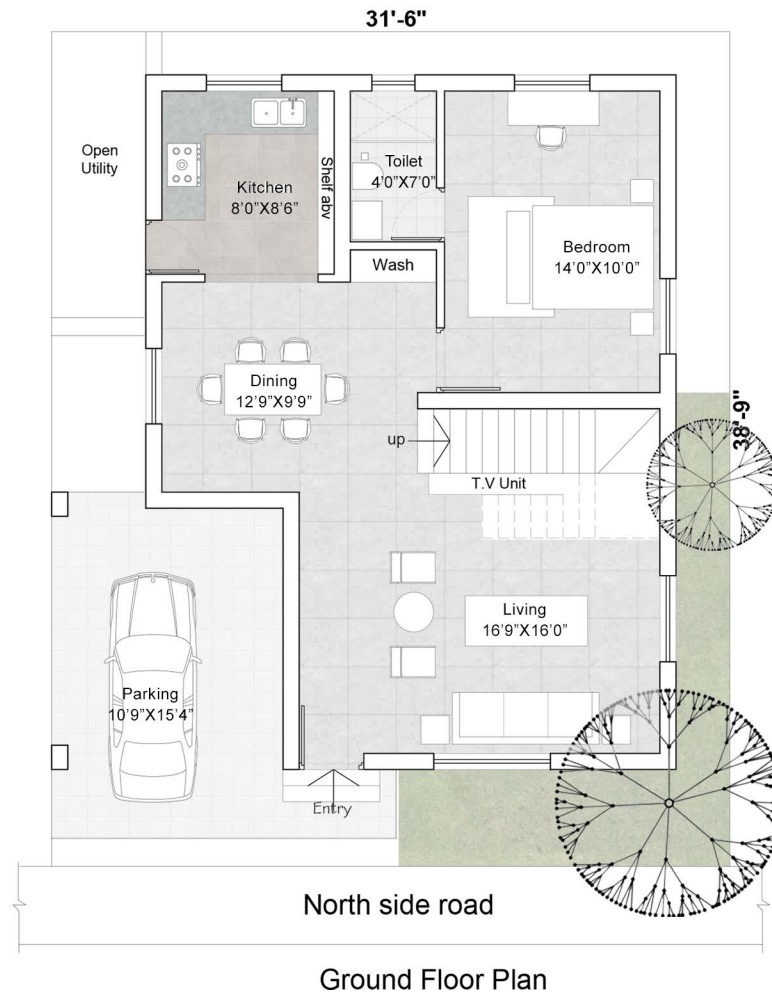 31'-6"
Open
Utility
Kitchen
8'0"X8'6"
Shelf abv
Toilet
4'0"X7'0"
Wash
Bedroom
14'0"X10'0"
Dining
12'9"X9'9"
38'-9"
up
T.V Unit
Living
16'9"X16'0"
Parking
10'9"X15'4"
Entry
North side road
Ground Floor Plan